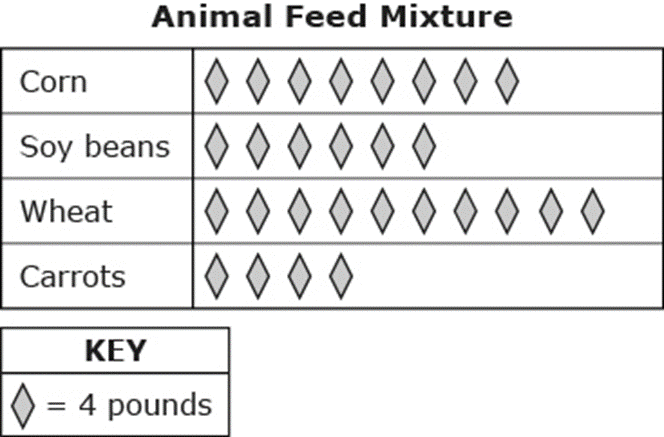 Animal Feed Mixture
Corn
Soy beans
Wheat
Carrots
KEY
= 4 pounds